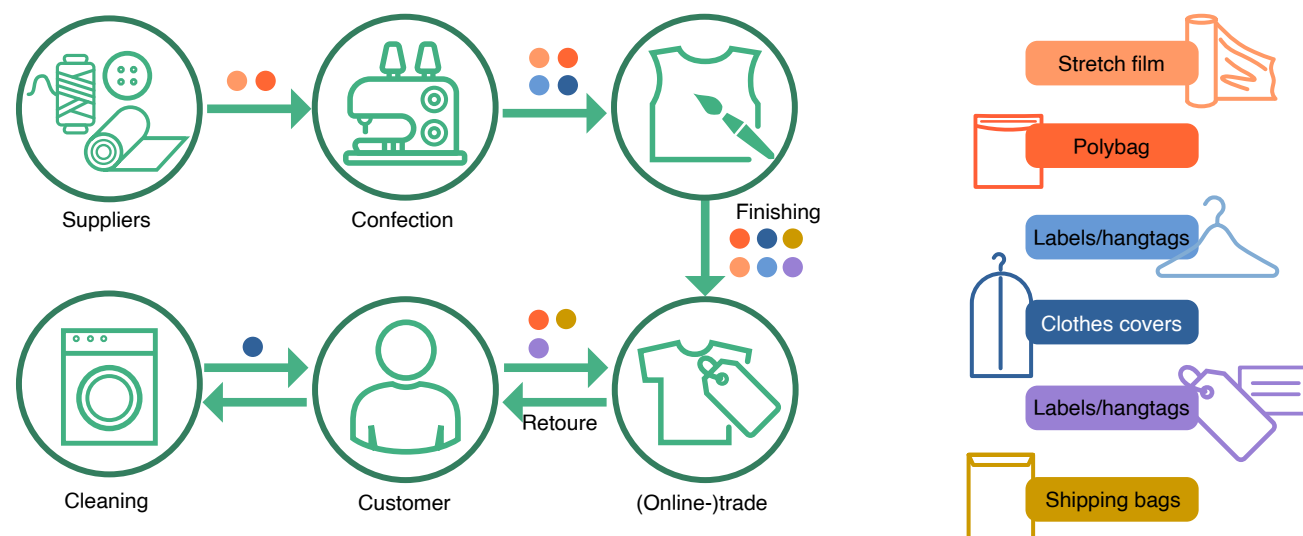 Suppliers
Confection
Finishing
Cleaning
Customer
Retoure
(Online-)trade
Stretch film
Polybag
Labels/hangtags
Clothes covers
Labels/hangtags
Shipping bags